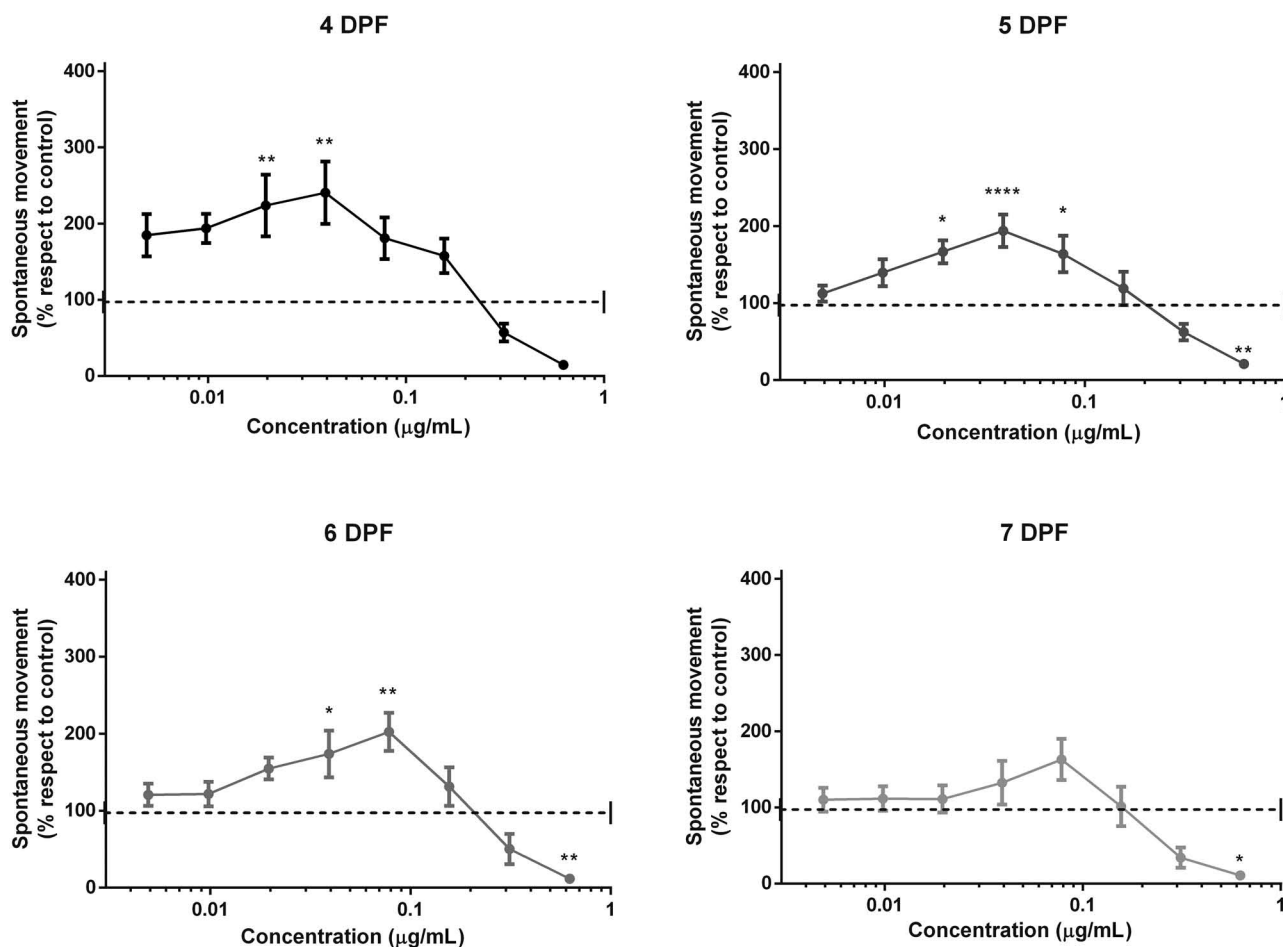 4 DPF
Spontaneous movement
(% respect to control)
400
300
200
100
0
** **
0.01 0.1 1
Concentration (μg/mL)
5 DPF
Spontaneous movement
(% respect to control)
400
300
200
100
0
* **** * **
0.01 0.1 1
Concentration (μg/mL)
6 DPF
Spontaneous movement
(% respect to control)
400
300
200
100
0
* ** **
0.01 0.1 1
Concentration (μg/mL)
7 DPF
Spontaneous movement
(% respect to control)
400
300
200
100
0
*
0.01 0.1 1
Concentration (μg/mL)